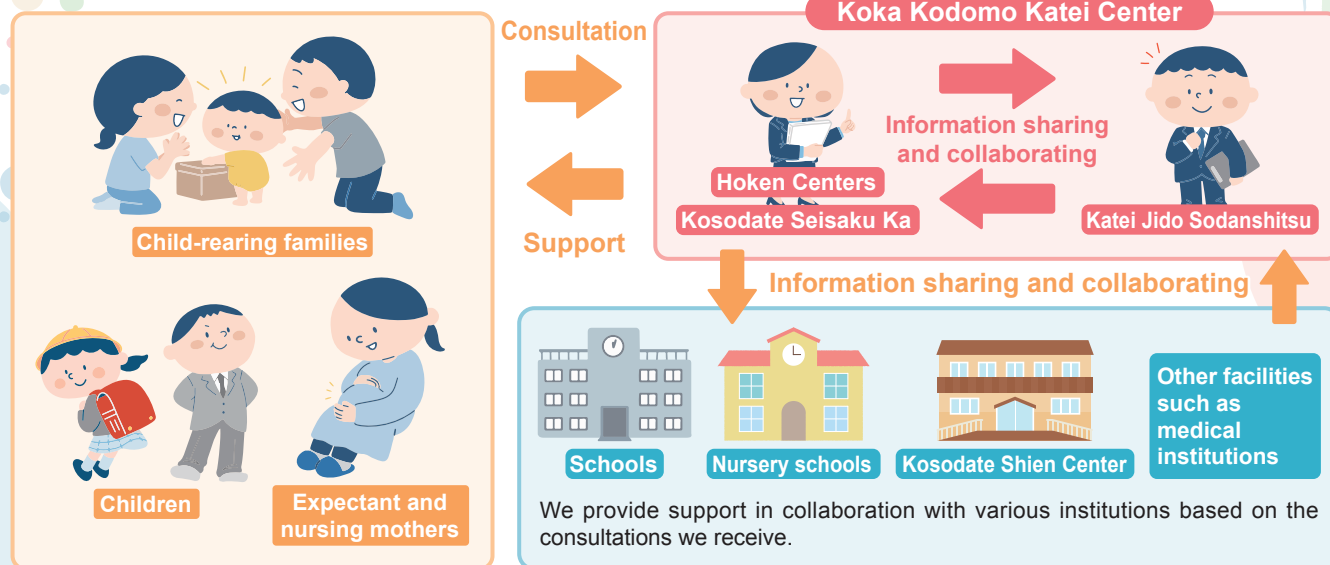 Koka Kodomo Katei Center
Consultation
Support
Child-rearing families
Children
Expectant and
nursing mothers
Information sharing
and collaborating
Hoken Centers
Kosodate Seisaku Ka
Katei Jido Sodanshitsu
Information sharing and collaborating
Schools
Nursery schools
Kosodate Shien Center
Other facilities
such as
medical
institutions
We provide support in collaboration with various institutions based on the
consultations we receive.